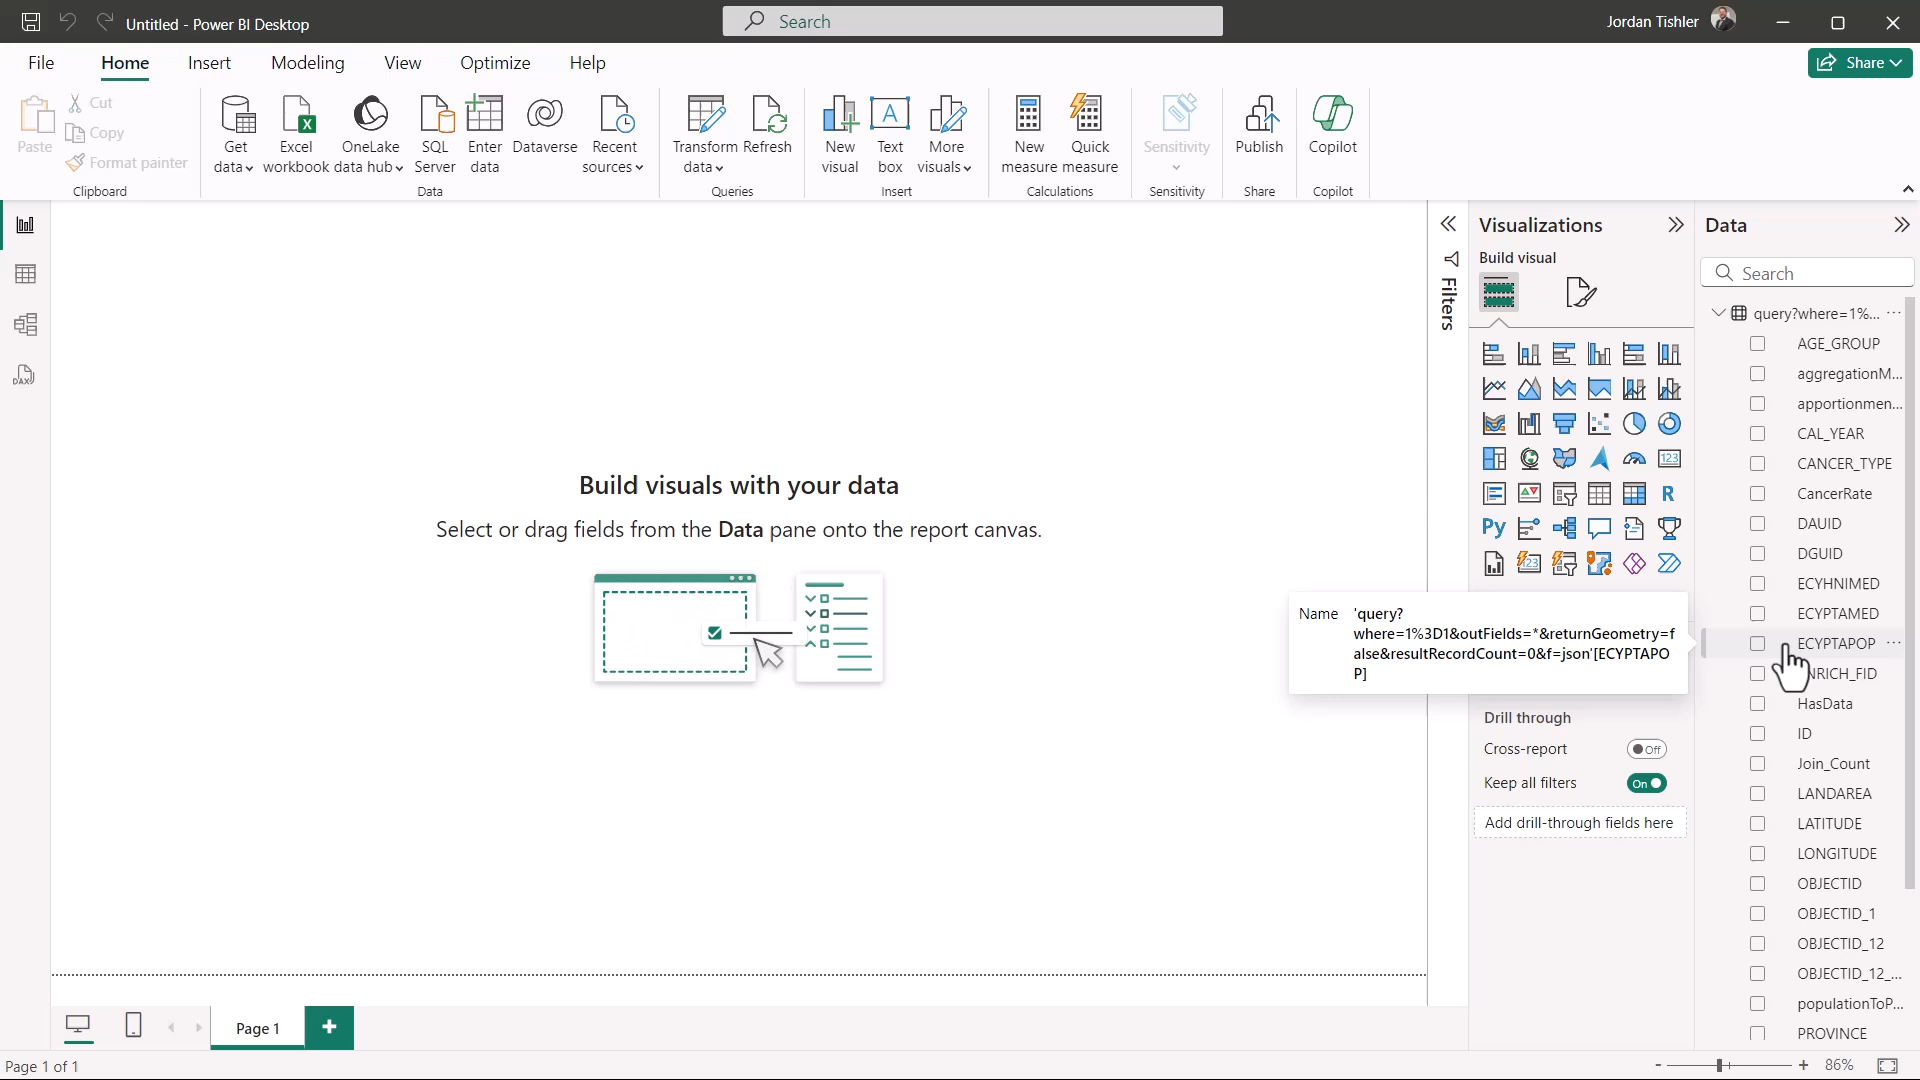 Untitled - Power BI Desktop
Search
Jordan Tishler
File
Home
Insert
Modeling
View
Optimize
Help
Share
Paste
Cut
Copy
Format painter
Clipboard
Get data
Excel workbook
OneLake data hub
SQL Server
Enter data
Dataverse
Recent sources
Data
Transform data
Refresh
Queries
New visual
A
Text box
More visuals
Insert
New measure
Quick measure
Calculations
Sensitivity
Sensitivity
Publish
Share
Copilot
Copilot
DAX
Build visuals with your data
Select or drag fields from the Data pane onto the report canvas.
Filters
Visualizations
Build visual
123
R
Py
123
Name
'query?
where=1%3D1&outFields=*&returnGeometry=f
alse&resultRecordCount=0&f=json'[ECYPTAPO
P]
Drill through
Cross-report
Off
Keep all filters
On
Add drill-through fields here
Data
Search
query?where=1%...
AGE_GROUP
aggregationM...
apportionmen...
CAL_YEAR
CANCER_TYPE
CancerRate
DAUID
DGUID
ECYHNIMED
ECYPTAMED
ECYPTAPOP
NRICH_FID
HasData
ID
Join_Count
LANDAREA
LATITUDE
LONGITUDE
OBJECTID
OBJECTID_1
OBJECTID_12
OBJECTID_12_...
populationToP...
PROVINCE
Page 1
+
Page 1 of 1
- + 86%